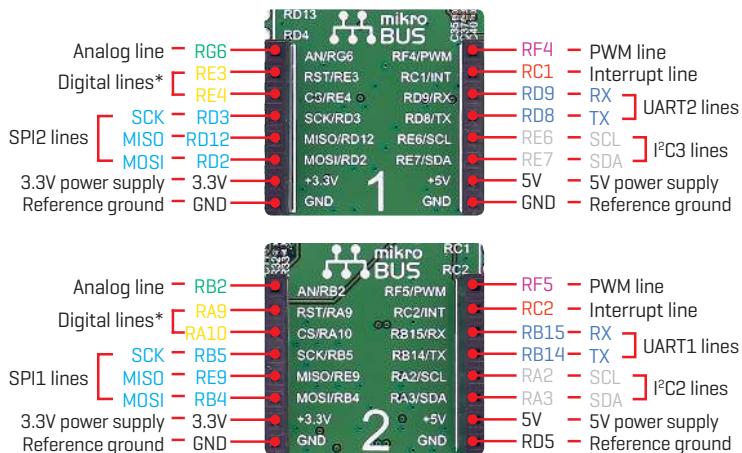 RD13
RD4
mikro
BUS
Analog line RG6 AN/RG6 RF4/PWM RF4 PWM line
Digital lines* RE3 RST/RE3 RC1/INT RC1 Interrupt line
RE4 CS/RE4 RD9/RX RD9 RX
UART2 lines
SCK RD3 SCK/RD3 RD8/TX RD8 TX
SPI2 lines MISO RD12 MISO/RD12 RE6/SCL RE6 SCL
I²C3 lines
MOSI RD2 MOSI/RD2 RE7/SDA RE7 SDA
3.3V power supply 3.3V +3.3V 1 +5V 5V 5V power supply
Reference ground GND GND GND GND Reference ground
mikro
BUS
RC1
RC2
Analog line RB2 AN/RB2 RF5/PWM RF5 PWM line
Digital lines* RA9 RST/RA9 RC2/INT RC2 Interrupt line
RA10 CS/RA10 RB15/RX RB15 RX
UART1 lines
SCK RB5 SCK/RB5 RB14/TX RB14 TX
SPI1 lines MISO RE9 MISO/RE9 RA2/SCL RA2 SCL
I²C2 lines
MOSI RB4 MOSI/RB4 RA3/SDA RA3 SDA
3.3V power supply 3.3V +3.3V 2 +5V 5V 5V power supply
Reference ground GND GND GND RD5 Reference ground